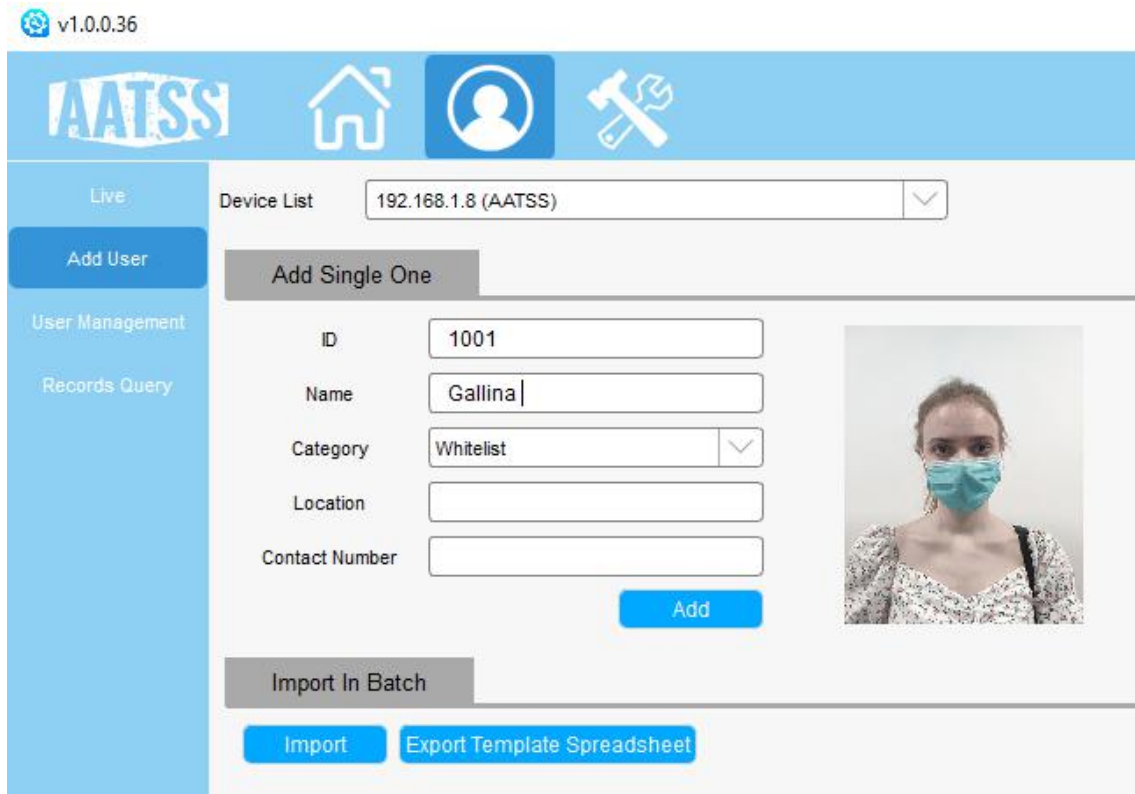 v1.0.0.36
AATSS
Live
Add User
User Management
Records Query
Device List
192.168.1.8 (AATSS)
Add Single One
ID
1001
Name
Gallina
Category
Whitelist
Location
Contact Number
Add
Import In Batch
Import
Export Template Spreadsheet